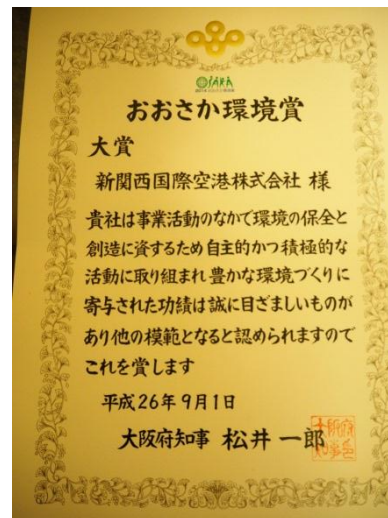 OSAKA
おおさか環境賞
大賞
新関西国際空港株式会社 様
貴社は事業活動のなかで環境の保全と
創造に資するため自主的かつ積極的な
活動に取り組まれ豊かな環境づくりに
寄与された功績は誠に目ざましいものが
あり他の模範となると認められますので
これを賞します
平成26年9月1日
大阪府知事 松井 一郎